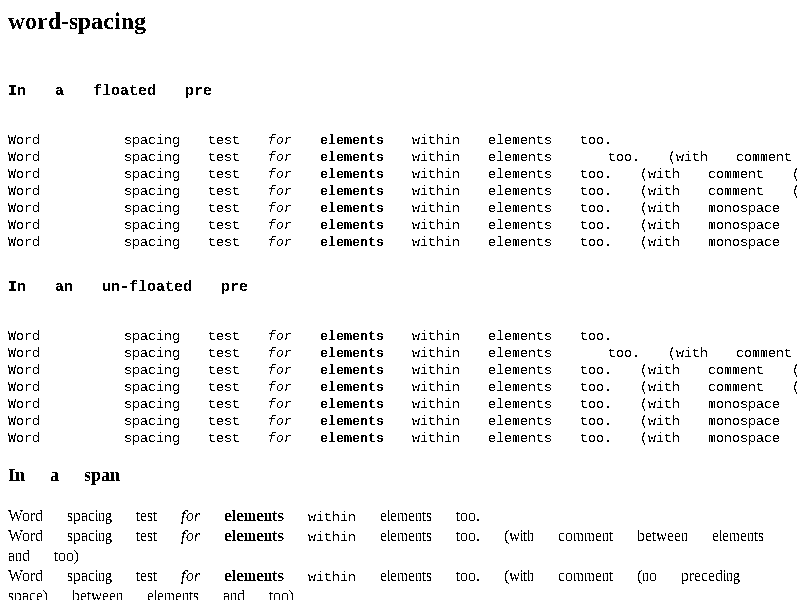 word-spacing
In a floated pre
Word spacing test for elements within elements too.
Word spacing test for elements within elements too. (with comment
Word spacing test for elements within elements too. (with comment (
Word spacing test for elements within elements too. (with comment (
Word spacing test for elements within elements too. (with monospace
Word spacing test for elements within elements too. (with monospace
Word spacing test for elements within elements too. (with monospace
In an un-floated pre
Word spacing test for elements within elements too.
Word spacing test for elements within elements too. (with comment
Word spacing test for elements within elements too. (with comment (
Word spacing test for elements within elements too. (with comment (
Word spacing test for elements within elements too. (with monospace
Word spacing test for elements within elements too. (with monospace
Word spacing test for elements within elements too. (with monospace
In a span
Word spacing test for elements within elements too.
Word spacing test for elements within elements too. (with comment between elements
and too)
Word spacing test for elements within elements too. (with comment (no preceding
space) between elements and too)